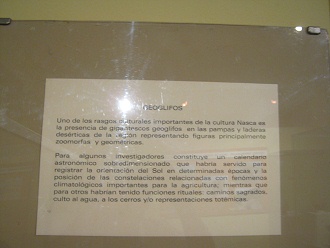 GEOGLIFOS
Uno de los rasgos culturales importantes de la cultura Nasca es
la presencia de gigantescos geoglifos en las pampas y laderas
desérticas de la región representando figuras principalmente
zoomorfas y geométricas.
Para algunos investigadores constituye un calendario
astronómico sobredimensionado que habría servido para
registrar la orientación del Sol en determinadas épocas y la
posición de las constelaciones relacionadas con fenómenos
climatológicos importantes para la agricultura; mientras que
para otros habrían tenido funciones rituales: caminos sagrados,
culto al agua, a los cerros y/o representaciones totémicas.